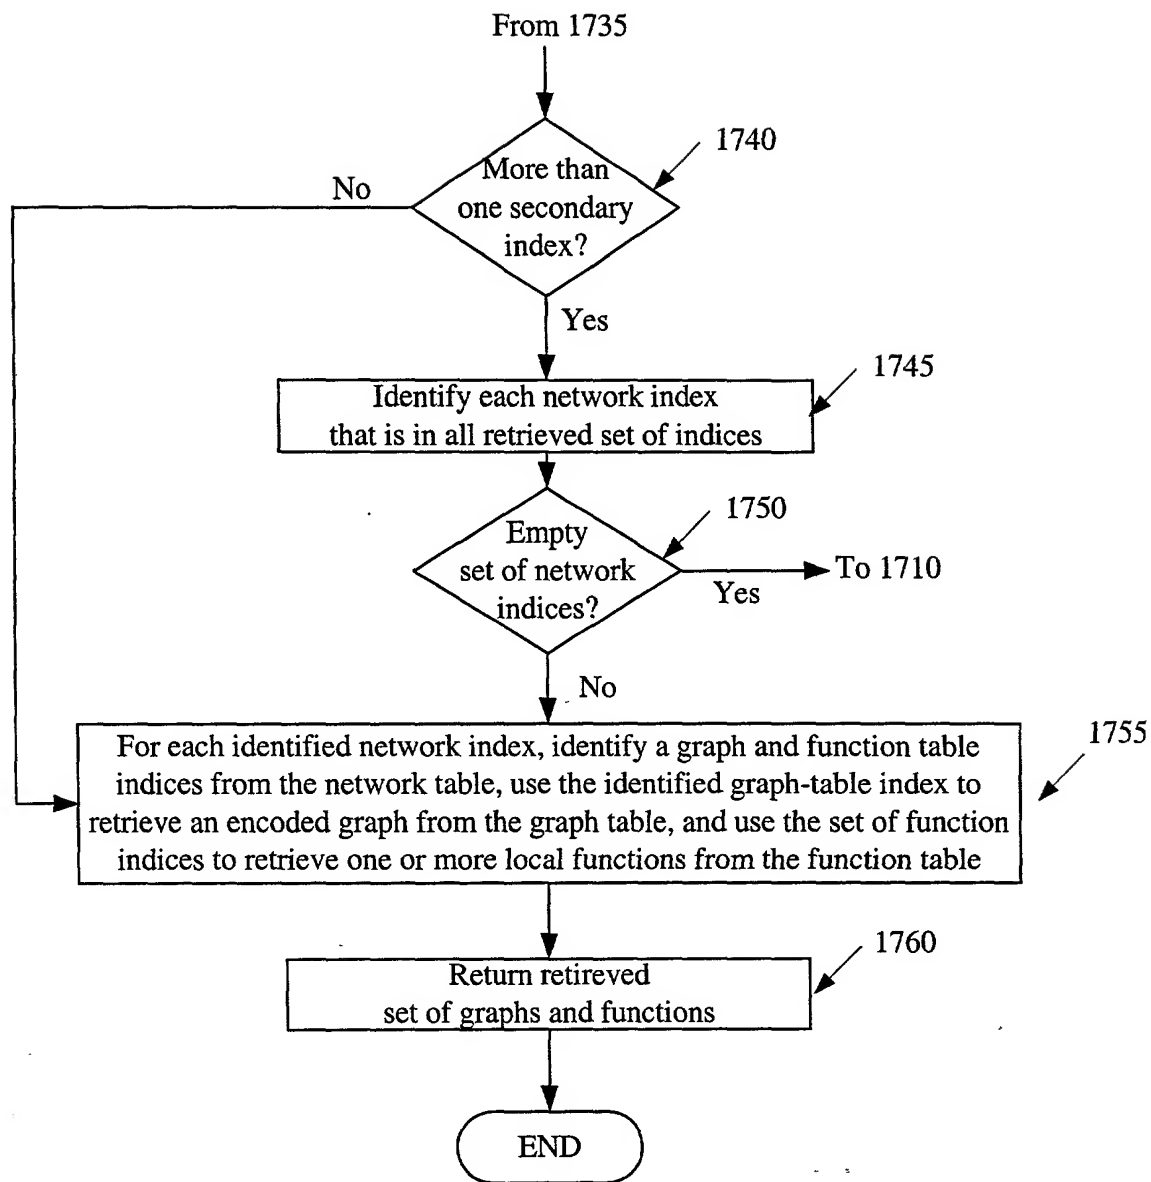 From 1735
1740
More than
one secondary
index?
No
Yes
1745
Identify each network index
that is in all retrieved set of indices
1750
Empty
set of network
indices?
To 1710
Yes
No
1755
For each identified network index, identify a graph and function table
indices from the network table, use the identified graph-table index to
retrieve an encoded graph from the graph table, and use the set of function
indices to retrieve one or more local functions from the function table
1760
Return retireved
set of graphs and functions
END